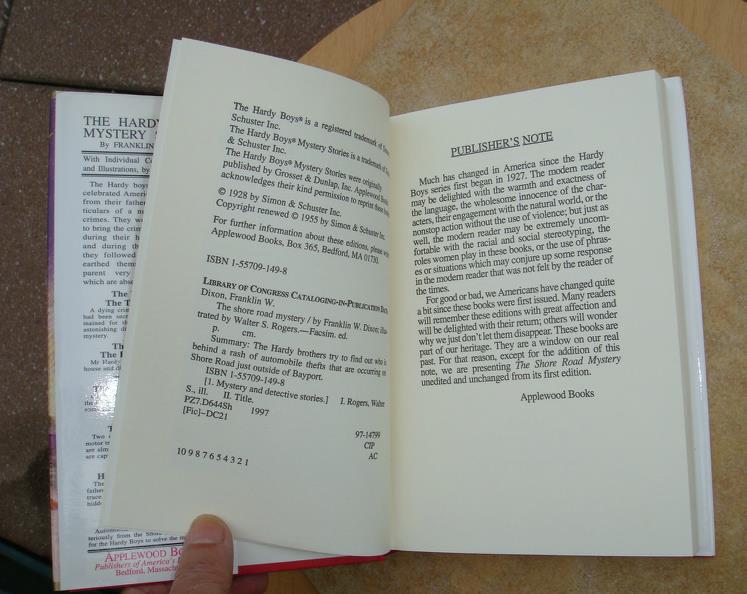 THE HARDY
MYSTERY S
By FRANKLIN
With Individual Co
and Illustrations, by
The Hardy boys
celebrated Ameri
from their father
ticulars of a
crimes. They w
to bring the crim
during their h
and during th
they followed
earthed them
parent very
which are abso
The
The T
A dying crim
had been secr
mained for th
astonishing di
mystery.
The
The H
Mr Hardy
house and di
Two
motor tr
are alm
are cap
H
The
father
trace
hidd
Autom
seriously from the Shore
for the Hardy Boys to solve the m
APPLEWOOD BO
Publishers of America's
Bedford, Massach
The Hardy Boys® is a registered trademark of
Schuster Inc.
The Hardy Boys® Mystery Stories is a trademark of
& Schuster Inc.
The Hardy Boys® Mystery Stories were originally
published by Grosset & Dunlap, Inc. Applewood Books
acknowledges their kind permission to reprint these
© 1928 by Simon & Schuster Inc.
Copyright renewed © 1955 by Simon & Schuster Inc.
For further information about these editions, please write
Applewood Books, Box 365, Bedford, MA 01730.
ISBN 1-55709-149-8
LIBRARY OF CONGRESS CATALOGING-IN-PUBLICATION DATA
Dixon, Franklin W.
The shore road mystery / by Franklin W. Dixon; illus-
trated by Walter S. Rogers.—Facsim. ed.
p. cm.
Summary: The Hardy brothers try to find out who is
behind a rash of automobile thefts that are occurring on
Shore Road just outside of Bayport.
ISBN 1-55709-149-8
[1. Mystery and detective stories.] I. Rogers, Walter
S., ill. II. Title.
PZ7.D644Sh 1997
[Fic]–DC21
97-14799
CIP
AC
10 9 8 7 6 5 4 3 2 1
PUBLISHER'S NOTE
Much has changed in America since the Hardy
Boys series first began in 1927. The modern reader
may be delighted with the warmth and exactness of
the language, the wholesome innocence of the char-
acters, their engagement with the natural world, or the
nonstop action without the use of violence; but just as
well, the modern reader may be extremely uncom-
fortable with the racial and social stereotyping, the
roles women play in these books, or the use of phras-
es or situations which may conjure up some response
in the modern reader that was not felt by the reader of
the times.
For good or bad, we Americans have changed quite
a bit since these books were first issued. Many readers
will remember these editions with great affection and
will be delighted with their return; others will wonder
why we just don't let them disappear. These books are
part of our heritage. They are a window on our real
past. For that reason, except for the addition of this
note, we are presenting The Shore Road Mystery
unedited and unchanged from its first edition.
Applewood Books